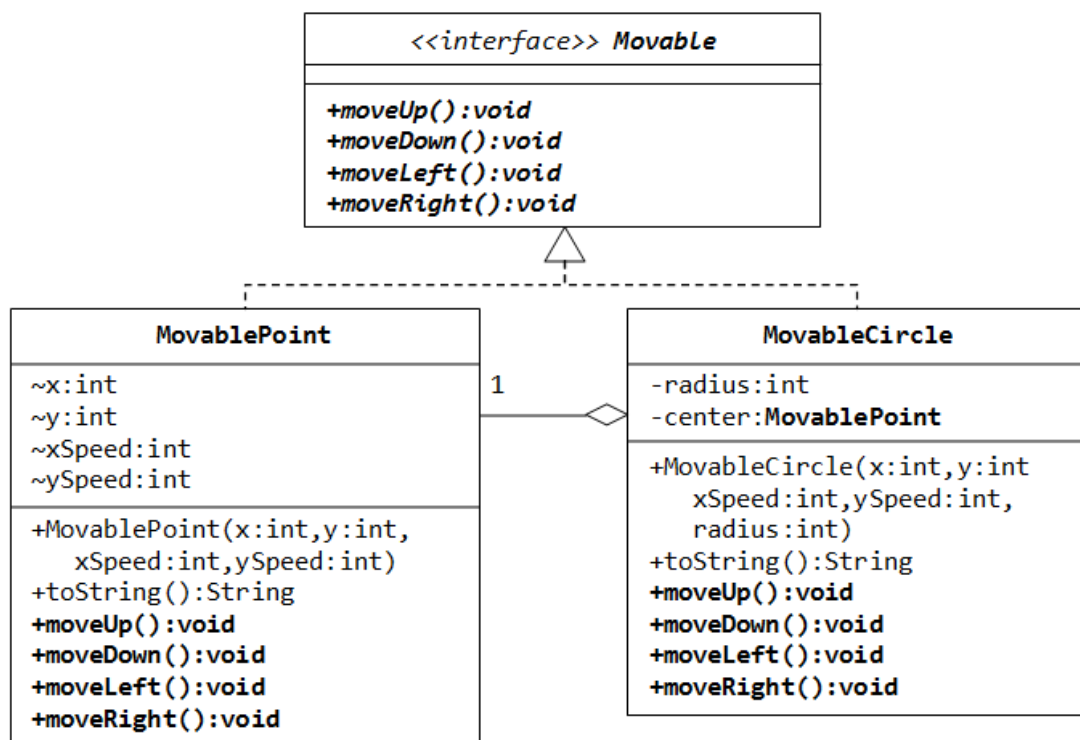 <<interface>> Movable
+moveUp():void
+moveDown():void
+moveLeft():void
+moveRight():void
MovablePoint
~x:int
~y:int
~xSpeed:int
~ySpeed:int
+MovablePoint(x:int,y:int,
xSpeed:int,ySpeed:int)
+toString():String
+moveUp():void
+moveDown():void
+moveLeft():void
+moveRight():void
1
MovableCircle
-radius:int
-center:MovablePoint
+MovableCircle(x:int,y:int
xSpeed:int,ySpeed:int,
radius:int)
+toString():String
+moveUp():void
+moveDown():void
+moveLeft():void
+moveRight():void